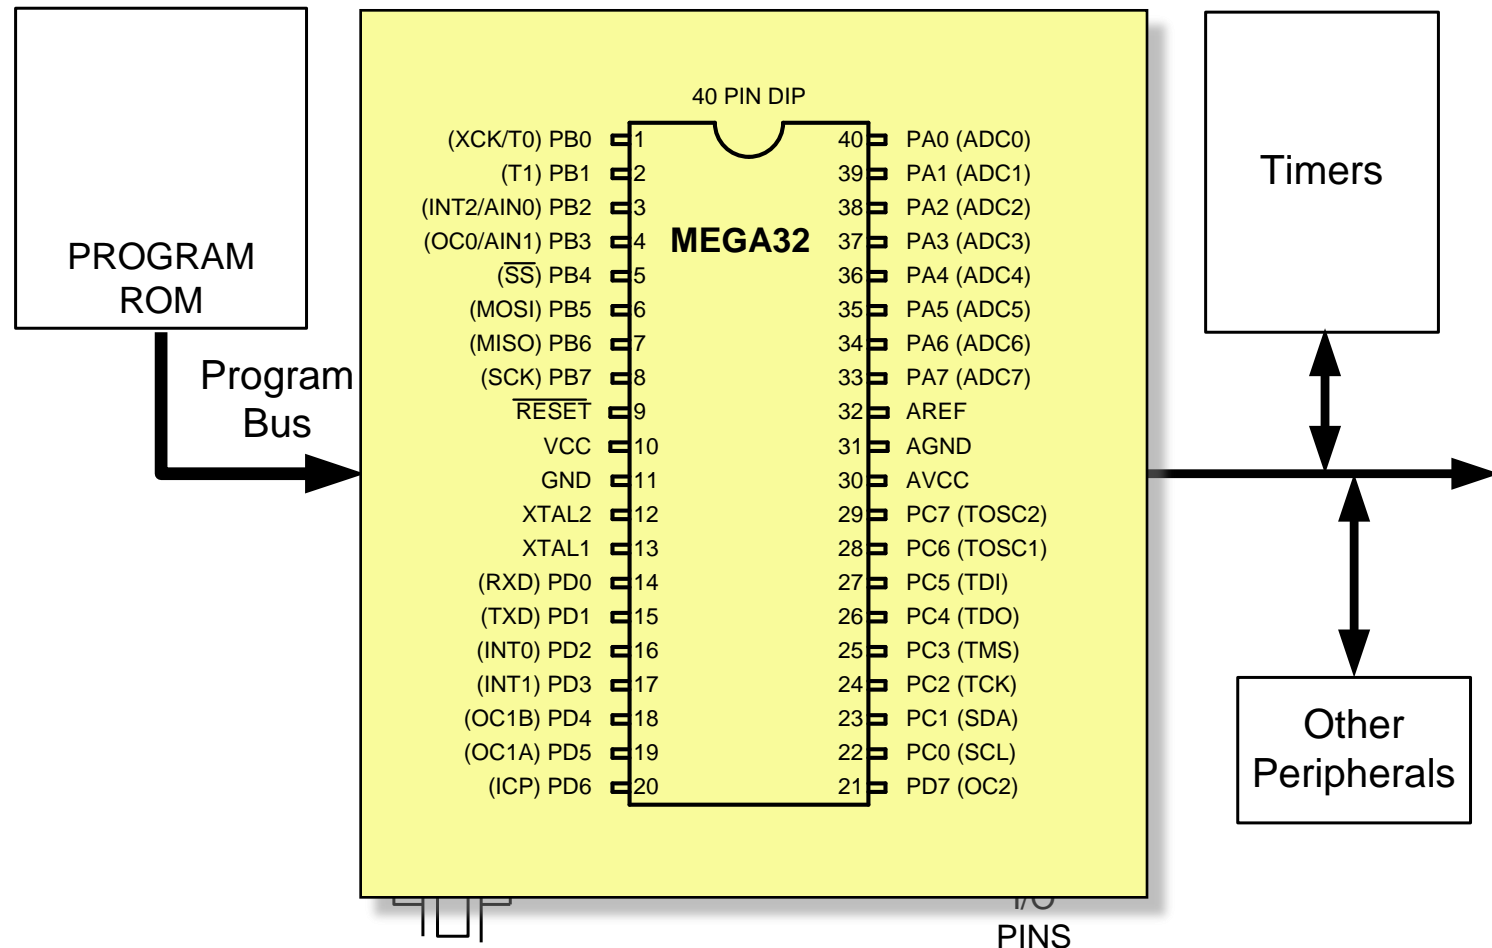 40 PIN DIP
MEGA32
(XCK/T0) PB0 1
(T1) PB1 2
(INT2/AIN0) PB2 3
(OC0/AIN1) PB3 4
(SS) PB4 5
(MOSI) PB5 6
(MISO) PB6 7
(SCK) PB7 8
RESET 9
VCC 10
GND 11
XTAL2 12
XTAL1 13
(RXD) PD0 14
(TXD) PD1 15
(INT0) PD2 16
(INT1) PD3 17
(OC1B) PD4 18
(OC1A) PD5 19
(ICP) PD6 20
40 PA0 (ADC0)
39 PA1 (ADC1)
38 PA2 (ADC2)
37 PA3 (ADC3)
36 PA4 (ADC4)
35 PA5 (ADC5)
34 PA6 (ADC6)
33 PA7 (ADC7)
32 AREF
31 AGND
30 AVCC
29 PC7 (TOSC2)
28 PC6 (TOSC1)
27 PC5 (TDI)
26 PC4 (TDO)
25 PC3 (TMS)
24 PC2 (TCK)
23 PC1 (SDA)
22 PC0 (SCL)
21 PD7 (OC2)
PROGRAM
ROM
Program
Bus
Timers
Other
Peripherals
I/O
PINS